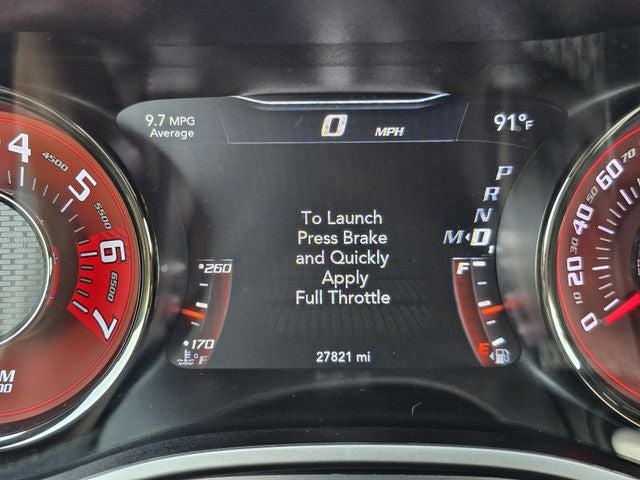 9.7 MPG
Average
0 MPH
91°F
P
R
N
M D
To Launch
Press Brake
and Quickly
Apply
Full Throttle
260
170
°F
F
E
27821 mi
4
4500
5
5500
6
6500
7
0
10
20
30
40
50
60
70